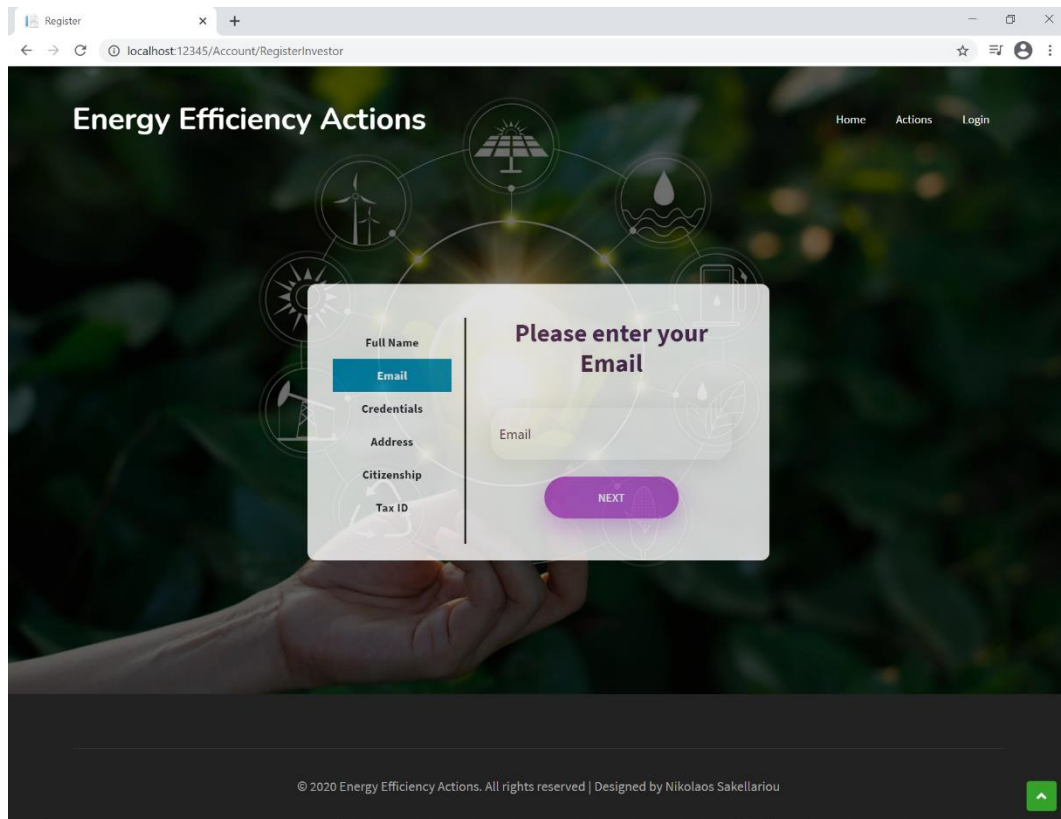 Register
localhost:12345/Account/RegisterInvestor
Energy Efficiency Actions
Home Actions Login
Full Name
Email
Credentials
Address
Citizenship
Tax ID
Please enter your
Email
Email
NEXT
© 2020 Energy Efficiency Actions. All rights reserved | Designed by Nikolaos Sakellariou